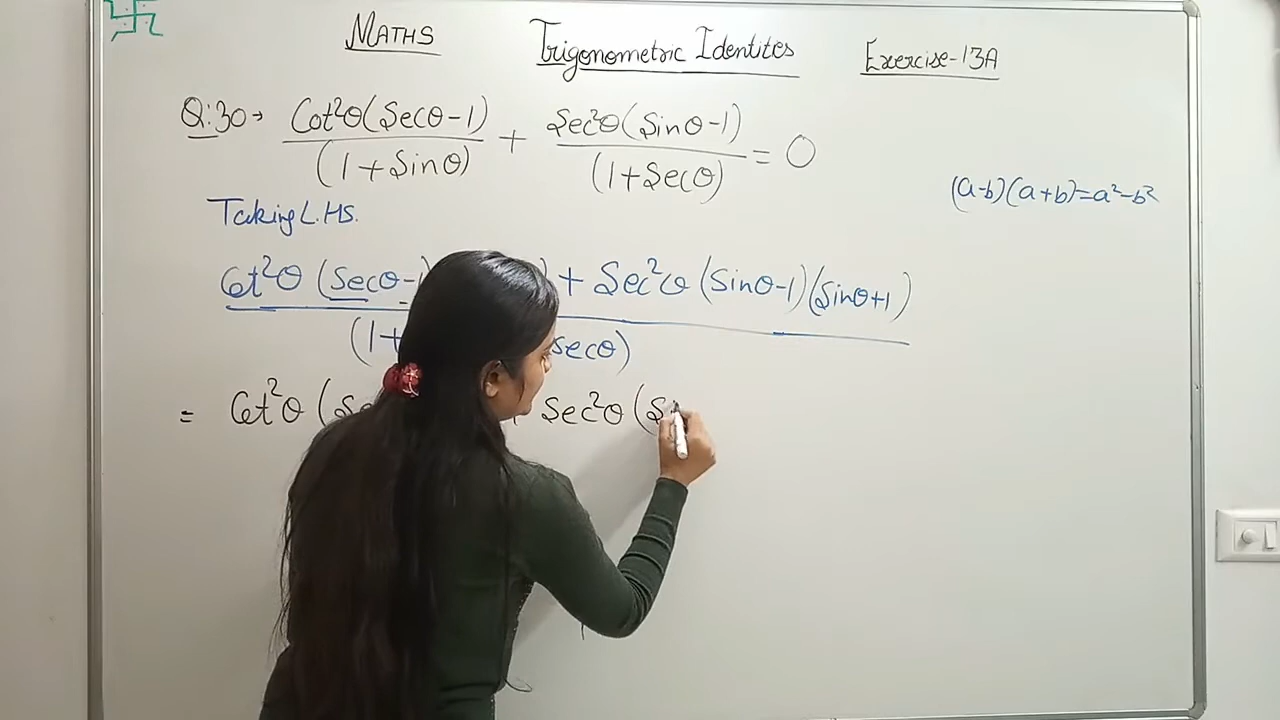 MATHS Trigonometric Identites Exercise-13A
Q:30→ Cot²θ(Secθ-1) / (1+Sinθ) + Sec²θ(Sinθ-1) / (1+Secθ) = 0
(a-b)(a+b)=a²-b²
Taking L.HS.
Cot²θ (Secθ-1) + Sec²θ (Sinθ-1)(Sinθ+1)
(1+ secθ)
= Cot²θ (Se Sec²θ (S